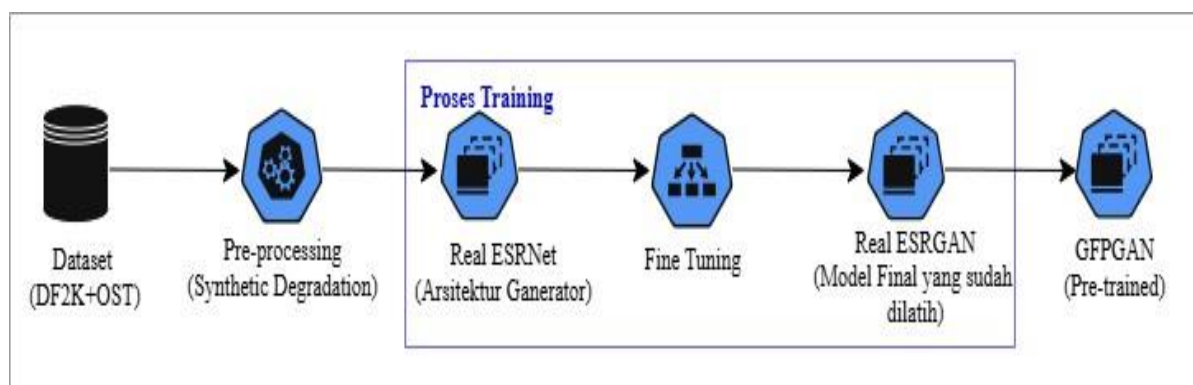 Proses Training
Dataset
(DF2K+OST)
Pre-processing
(Synthetic Degradation)
Real ESRNet
(Arsitektur Ganerator)
Fine Tuning
Real ESRGAN
(Model Final yang sudah
dilatih)
GFPGAN
(Pre-trained)